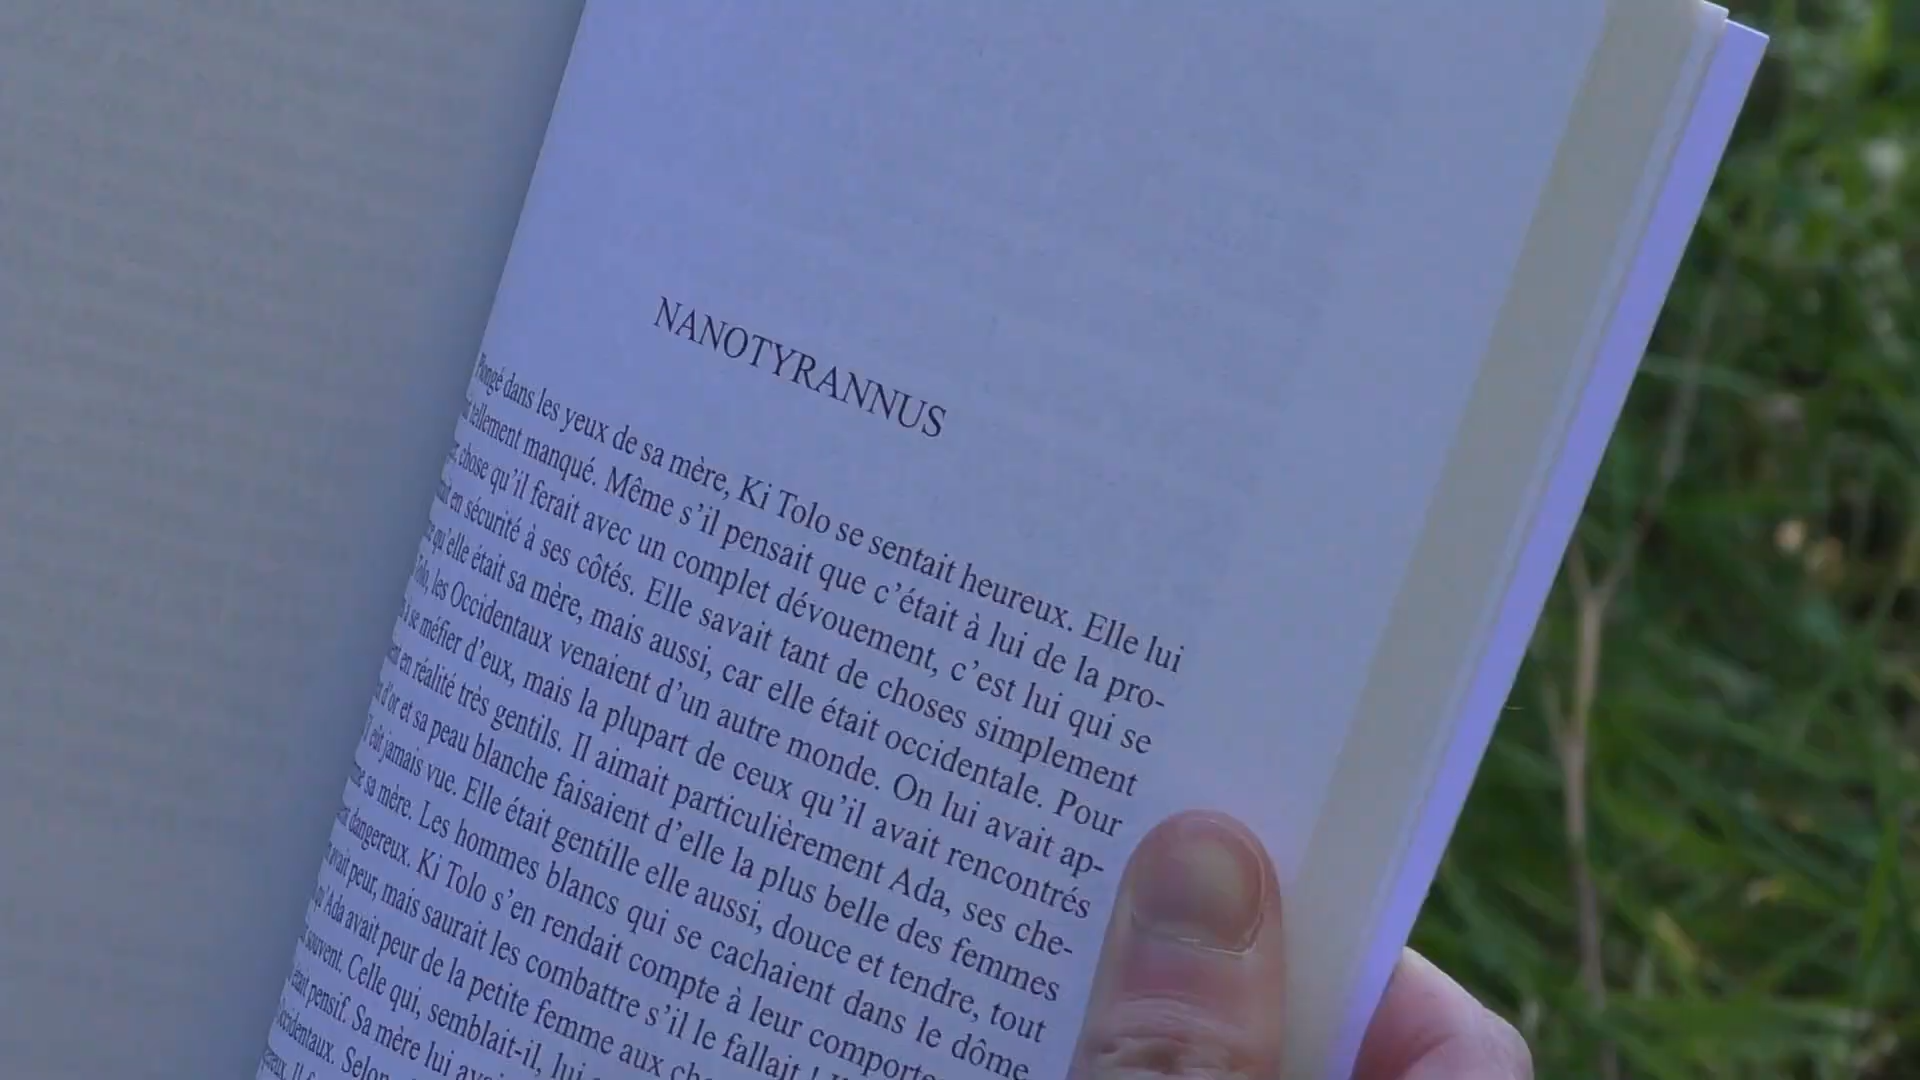 NANOTYRANNUS
Plongé dans les yeux de sa mère, Ki Tolo se sentait heureux. Elle lui
tellement manqué. Même s'il pensait que c'était à lui de la pro-
chose qu'il ferait avec un complet dévouement, c'est lui qui se
en sécurité à ses côtés. Elle savait tant de choses simplement
qu'elle était sa mère, mais aussi, car elle était occidentale. Pour
Tolo, les Occidentaux venaient d'un autre monde. On lui avait ap-
à se méfier d'eux, mais la plupart de ceux qu'il avait rencontrés
en réalité très gentils. Il aimait particulièrement Ada, ses che-
d'or et sa peau blanche faisaient d'elle la plus belle des femmes
eût jamais vue. Elle était gentille elle aussi, douce et tendre, tout
sa mère. Les hommes blancs qui se cachaient dans le dôme
dangereux. Ki Tolo s'en rendait compte à leur comporte
avait peur, mais saurait les combattre s'il le fallait !
qu'Ada avait peur de la petite femme aux
souvent. Celle qui, semblait-il, lui
était pensif. Sa mère lui
Occidentaux. Selon